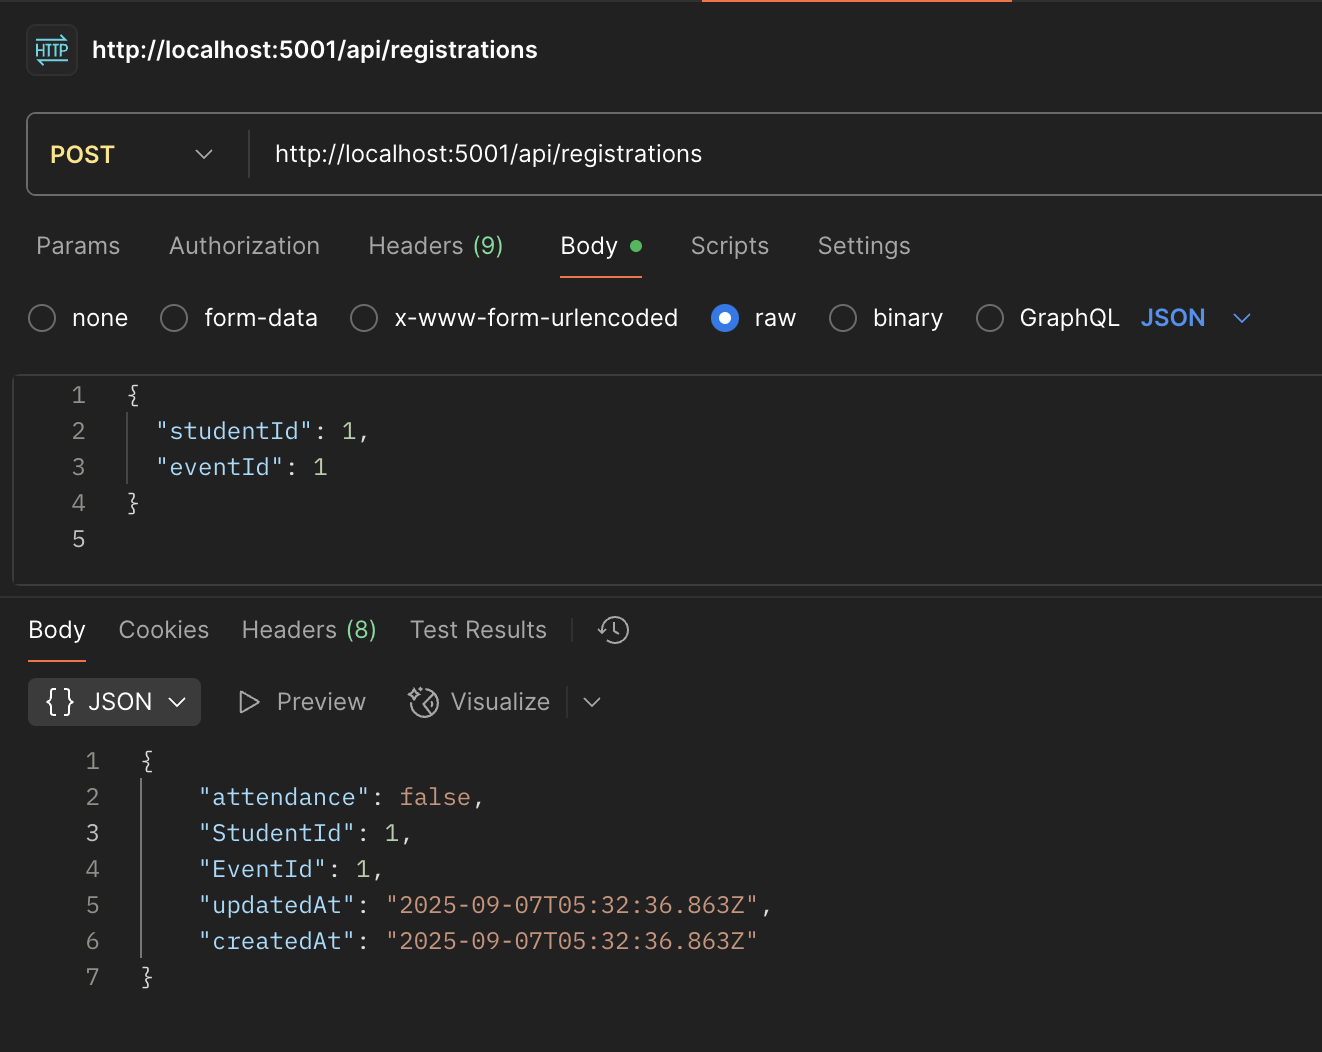 HTTP http://localhost:5001/api/registrations
POST http://localhost:5001/api/registrations
Params Authorization Headers (9) Body Scripts Settings
none form-data x-www-form-urlencoded raw binary GraphQL JSON
1 {
2 "studentId": 1,
3 "eventId": 1
4 }
5
Body Cookies Headers (8) Test Results
{} JSON Preview Visualize
1 {
2 "attendance": false,
3 "StudentId": 1,
4 "EventId": 1,
5 "updatedAt": "2025-09-07T05:32:36.863Z",
6 "createdAt": "2025-09-07T05:32:36.863Z"
7 }